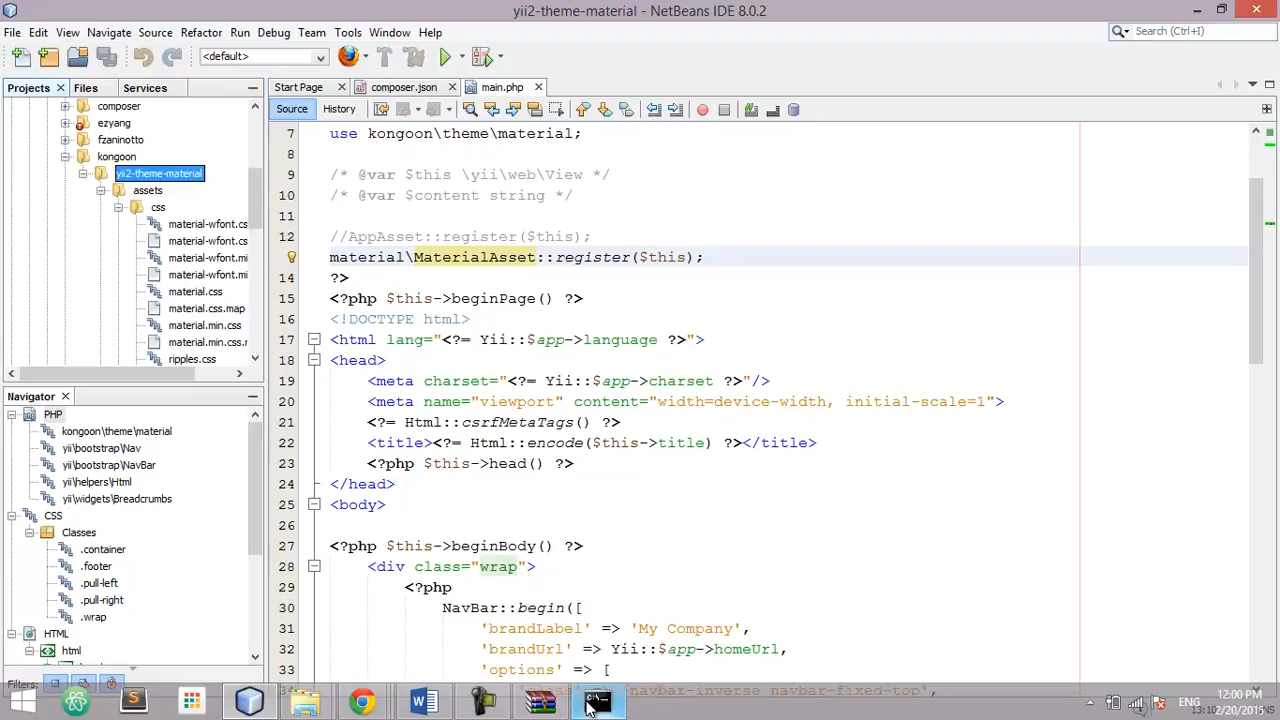 yii2-theme-material - NetBeans IDE 8.0.2
File Edit View Navigate Source Refactor Run Debug Team Tools Window Help
Search (Ctrl+I)
<default>
Projects Files Services
Start Page composer.json main.php
Source History
composer
ezyang
fzaninotto
kongoon
yii2-theme-material
assets
css
material-wfont.cs
material-wfont.cs
material-wfont.mi
material-wfont.mi
material.css
material.css.map
material.min.css
material.min.css.r
ripples.css
Navigator
PHP
kongoon\theme\material
yii\bootstrap\Nav
yii\bootstrap\NavBar
yii\helpers\Html
yii\widgets\Breadcrumbs
CSS
Classes
.container
.footer
.pull-left
.pull-right
.wrap
HTML
html
Filters:
7 use kongoon\theme\material;
8
9 /* @var $this \yii\web\View */
10 /* @var $content string */
11
12 //AppAsset::register($this);
material\MaterialAsset::register($this);
14 ?>
15 <?php $this->beginPage() ?>
16 <!DOCTYPE html>
17 <html lang="<?= Yii::$app->language ?>">
18 <head>
19 <meta charset="<?= Yii::$app->charset ?>"/>
20 <meta name="viewport" content="width=device-width, initial-scale=1">
21 <?= Html::csrfMetaTags() ?>
22 <title><?= Html::encode($this->title) ?></title>
23 <?php $this->head() ?>
24 </head>
25 <body>
26
27 <?php $this->beginBody() ?>
28 <div class="wrap">
29 <?php
30 NavBar::begin([
31 'brandLabel' => 'My Company',
32 'brandUrl' => Yii::$app->homeUrl,
33 'options' => [
navbar-inverse navbar-fixed-top',
ENG
12:00 PM
2/20/2015